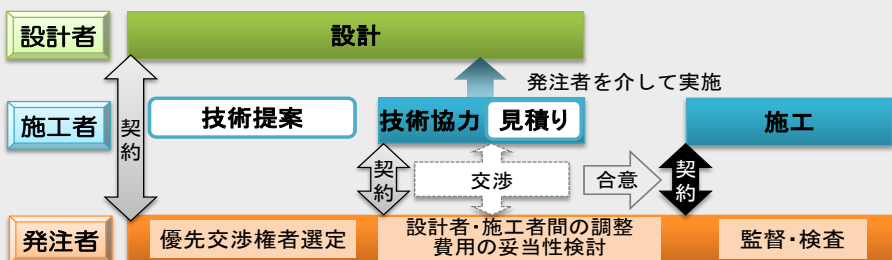 設計者
設計
発注者を介して実施
施工者
契約
技術提案
技術協力
見積り
施工
契約
交渉
合意
契約
発注者
優先交渉権者選定
設計者・施工者間の調整
費用の妥当性検討
監督・検査